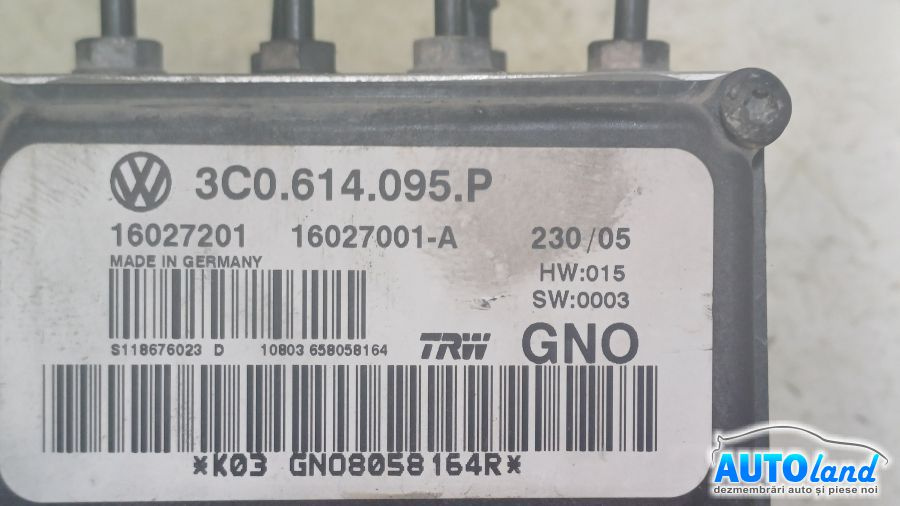 3C0.614.095.P
16027201 16027001-A 230/05
MADE IN GERMANY
HW:015
SW:0003
S118676023 D 10803 658058164
TRW GNO
*K03 GNO8058164R*
AUTOland
dezmembrări auto și piese noi